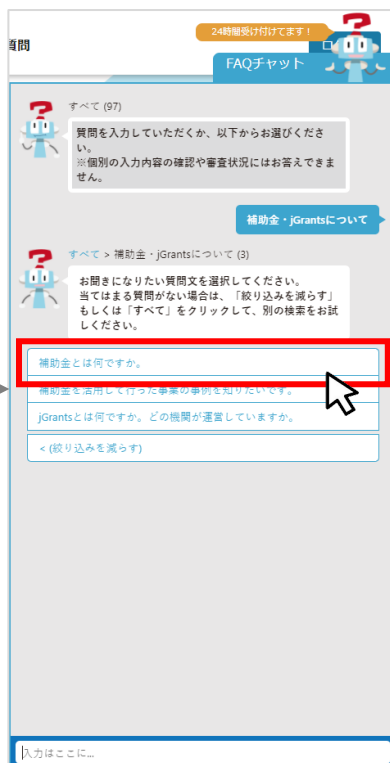 質問
24時間受け付けてます！
FAQチャット
すべて (97)
質問を入力していただくか、以下からお選びくださ
い。
※個別の入力内容の確認や審査状況にはお答えできま
せん。
補助金・jGrantsについて
すべて > 補助金・jGrantsについて (3)
お聞きになりたい質問文を選択してください。
当てはまる質問がない場合は、「絞り込みを減らす」
もしくは「すべて」をクリックして、別の検索をお試
しください。
補助金とは何ですか。
補助金を活用して行った事業の事例を知りたいです。
jGrantsとは何ですか。どの機関が運営していますか。
< (絞り込みを減らす)
入力はここに...